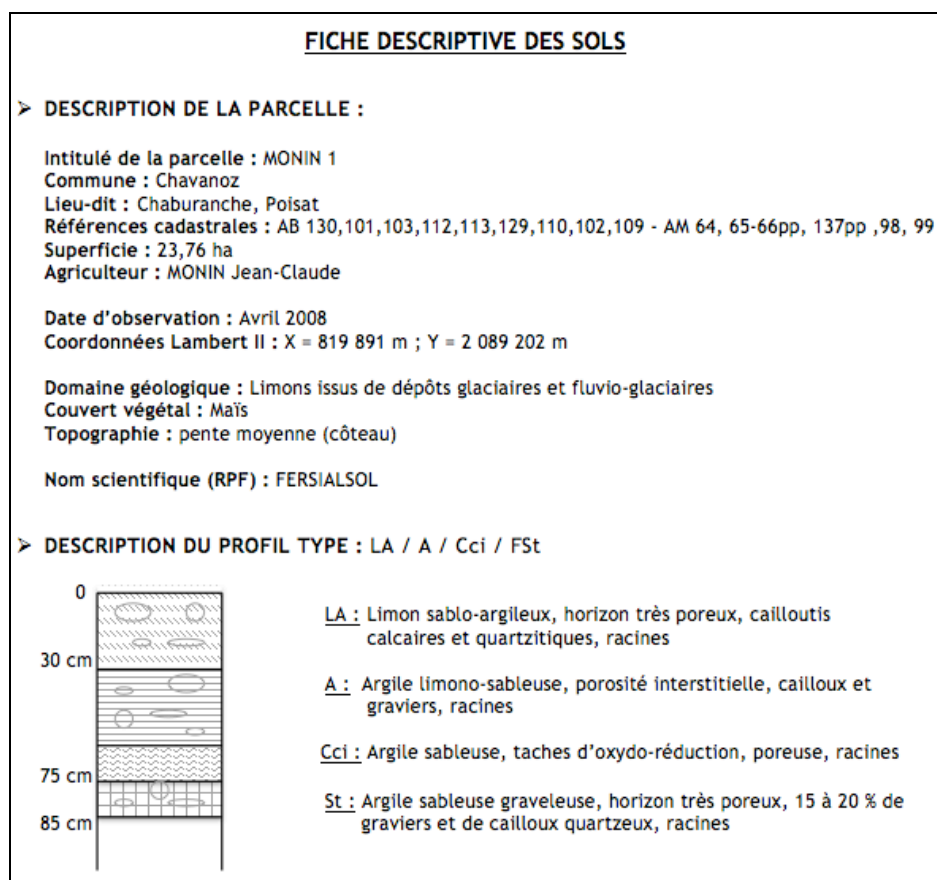 FICHE DESCRIPTIVE DES SOLS
➢ DESCRIPTION DE LA PARCELLE :
Intitulé de la parcelle : MONIN 1
Commune : Chavanoz
Lieu-dit : Chaburanche, Poisat
Références cadastrales : AB 130,101,103,112,113,129,110,102,109 - AM 64, 65-66pp, 137pp ,98, 99
Superficie : 23,76 ha
Agriculteur : MONIN Jean-Claude
Date d'observation : Avril 2008
Coordonnées Lambert II : X = 819 891 m ; Y = 2 089 202 m
Domaine géologique : Limons issus de dépôts glaciaires et fluvio-glaciaires
Couvert végétal : Maïs
Topographie : pente moyenne (côteau)
Nom scientifique (RPF) : FERSIALSOL
➢ DESCRIPTION DU PROFIL TYPE : LA / A / Cci / FSt
0
30 cm
75 cm
85 cm
LA : Limon sablo-argileux, horizon très poreux, cailloutis
calcaires et quartzitiques, racines
A : Argile limono-sableuse, porosité interstitielle, cailloux et
graviers, racines
Cci : Argile sableuse, taches d'oxydo-réduction, poreuse, racines
St : Argile sableuse graveleuse, horizon très poreux, 15 à 20 % de
graviers et de cailloux quartzeux, racines